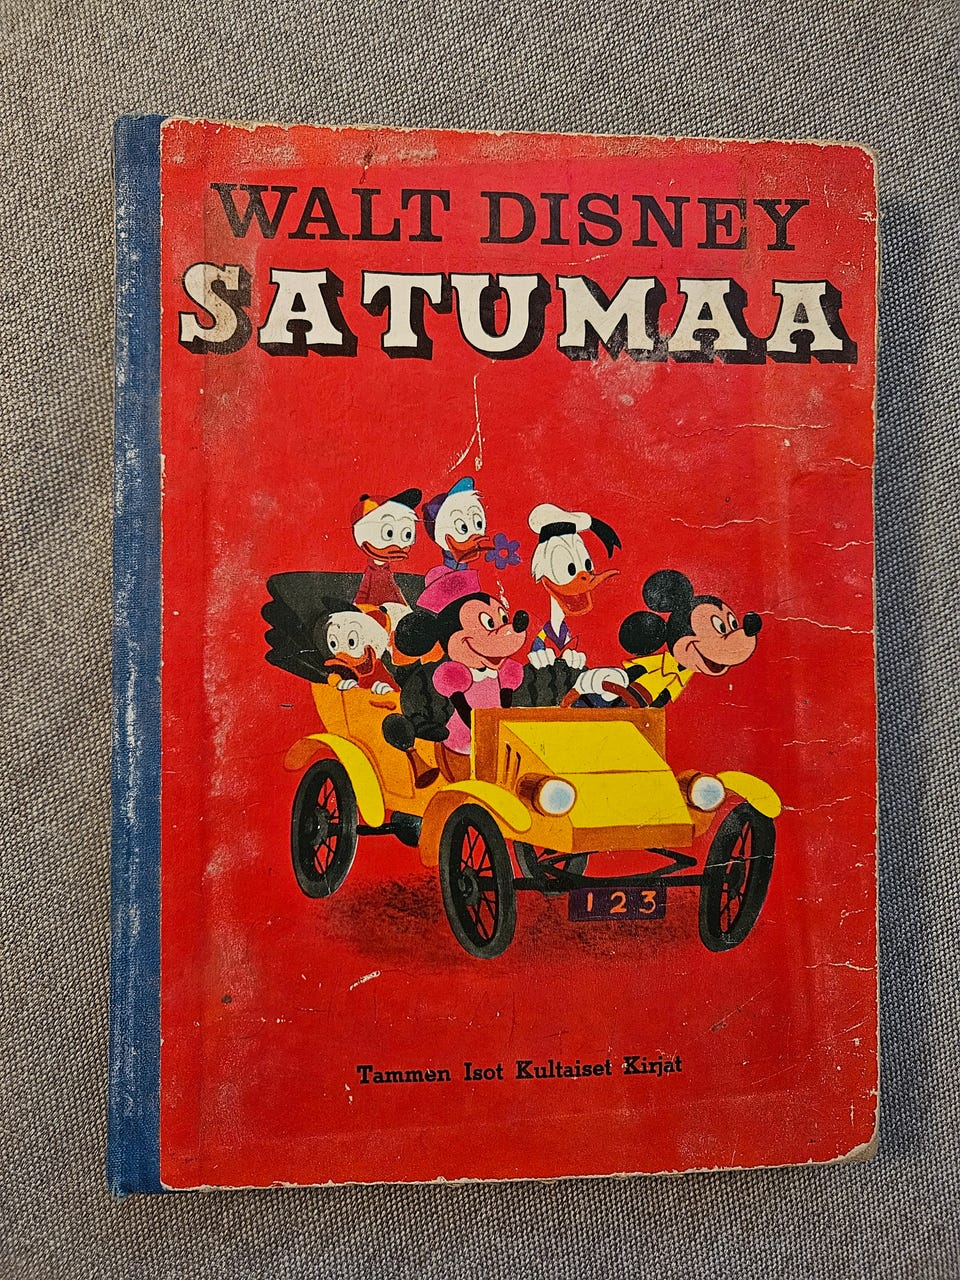 WALT DISNEY
SATUMAA
1 2 3
Tammen Isot Kultaiset Kirjat